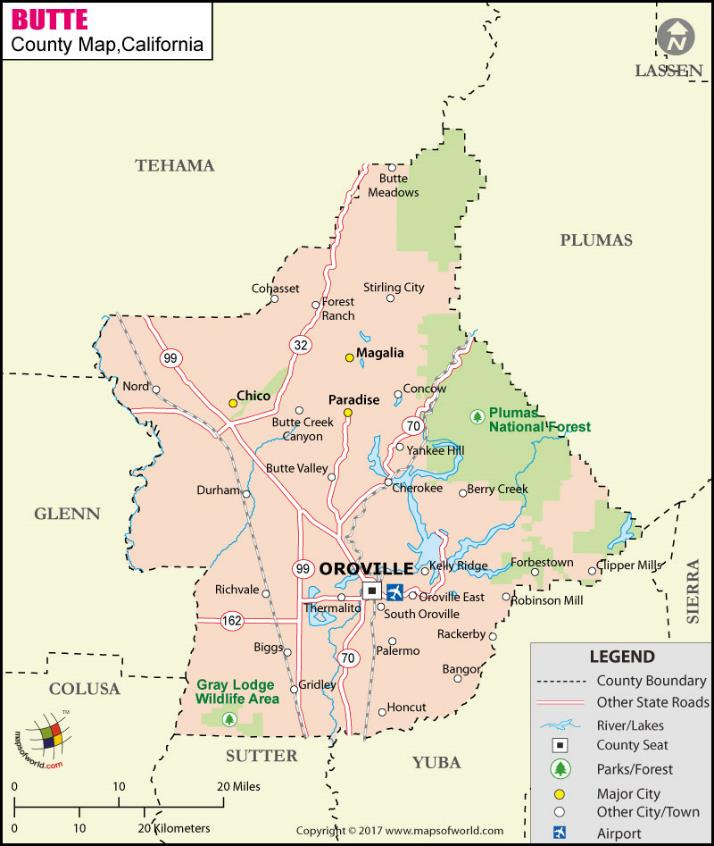 BUTTE
County Map,California
N
LASSEN
TEHAMA
PLUMAS
Butte
Meadows
Cohasset
Stirling City
Forest
Ranch
99
32
Magalia
Nord
Chico
Paradise
Concow
Butte Creek
Canyon
70
Plumas
National Forest
Yankee Hill
Butte Valley
Durham
Cherokee
Berry Creek
GLENN
99
OROVILLE
Kelly Ridge
Forbestown
Clipper Mills
SIERRA
Richvale
Thermalito
Oroville East
Robinson Mill
South Oroville
162
Rackerby
Biggs
70
Palermo
COLUSA
Gray Lodge
Wildlife Area
Gridley
Bangor
Honcut
SUTTER
YUBA
TM
mapsofworld.com
0 10 20 Miles
0 10 20 Kilometers
Copyright © 2017 www.mapsofworld.com
LEGEND
County Boundary
Other State Roads
River/Lakes
County Seat
Parks/Forest
Major City
Other City/Town
Airport